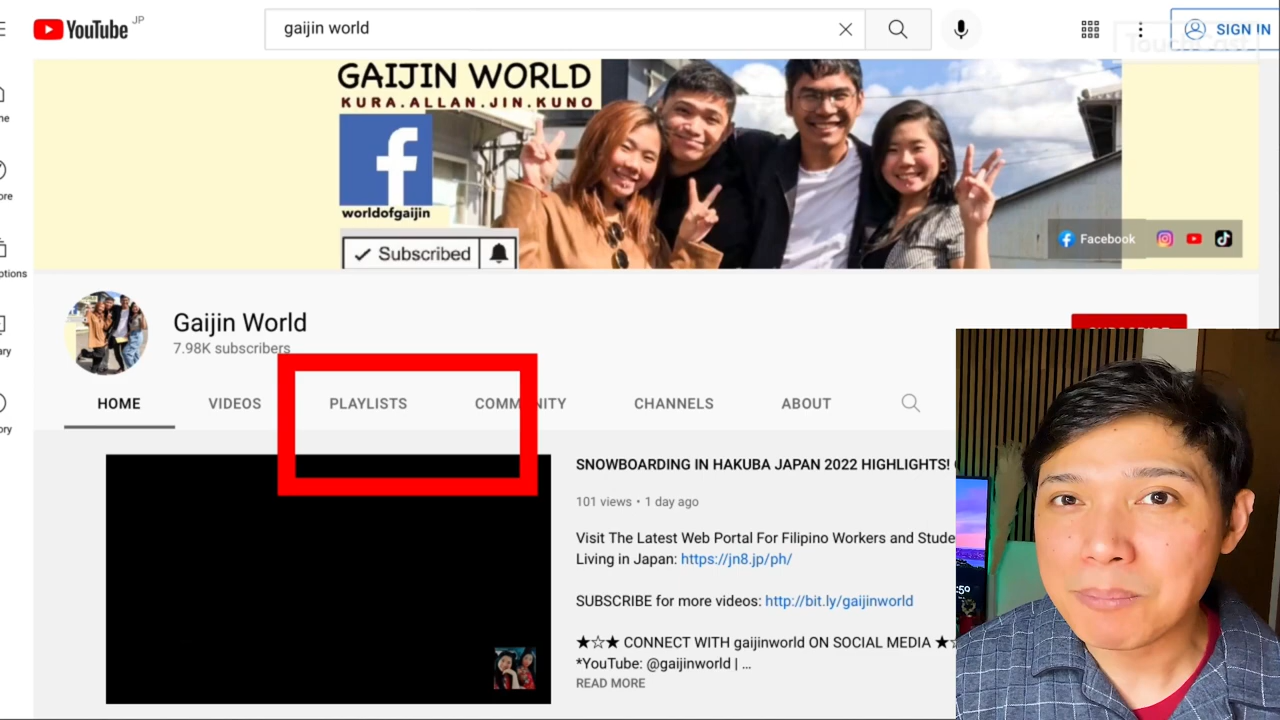 YouTube JP
gaijin world
SIGN IN
TouchCast
GAIJIN WORLD
KURA.ALLAN.JIN.KUNO
f
worldofgaijin
✓ Subscribed
Facebook
Gaijin World
7.98K subscribers
HOME VIDEOS PLAYLISTS COMMUNITY CHANNELS ABOUT
SNOWBOARDING IN HAKUBA JAPAN 2022 HIGHLIGHTS!
101 views • 1 day ago
Visit The Latest Web Portal For Filipino Workers and Stude
Living in Japan: https://jn8.jp/ph/
SUBSCRIBE for more videos: http://bit.ly/gaijinworld
★☆★ CONNECT WITH gaijinworld ON SOCIAL MEDIA ★☆
*YouTube: @gaijinworld | ...
READ MORE